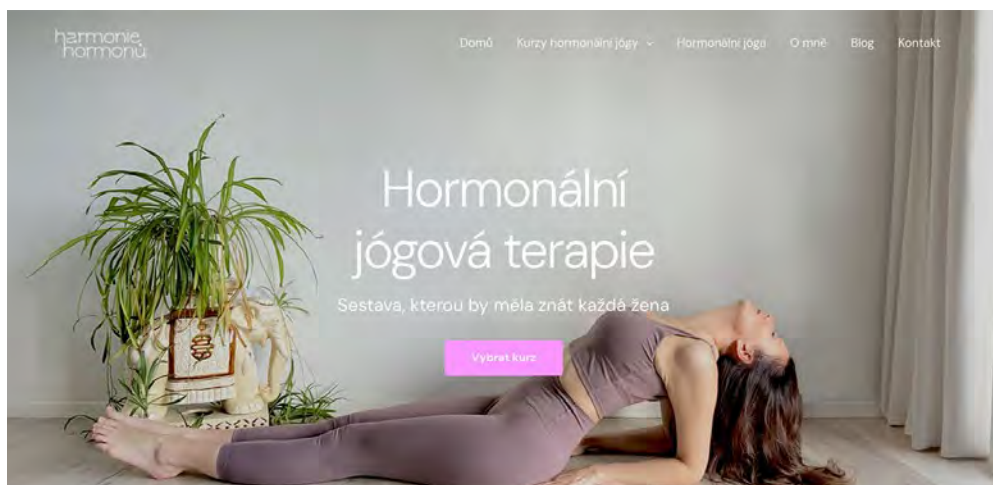 harmonie
hormonů
Domů Kurzy hormonální jógy Hormonální jóga O mně Blog Kontakt
Hormonální
jógová terapie
Sestava, kterou by měla znát každá žena
Vybrat kurz